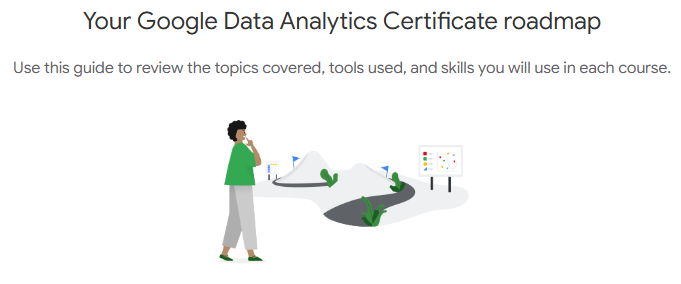 Your Google Data Analytics Certificate roadmap
Use this guide to review the topics covered, tools used, and skills you will use in each course.